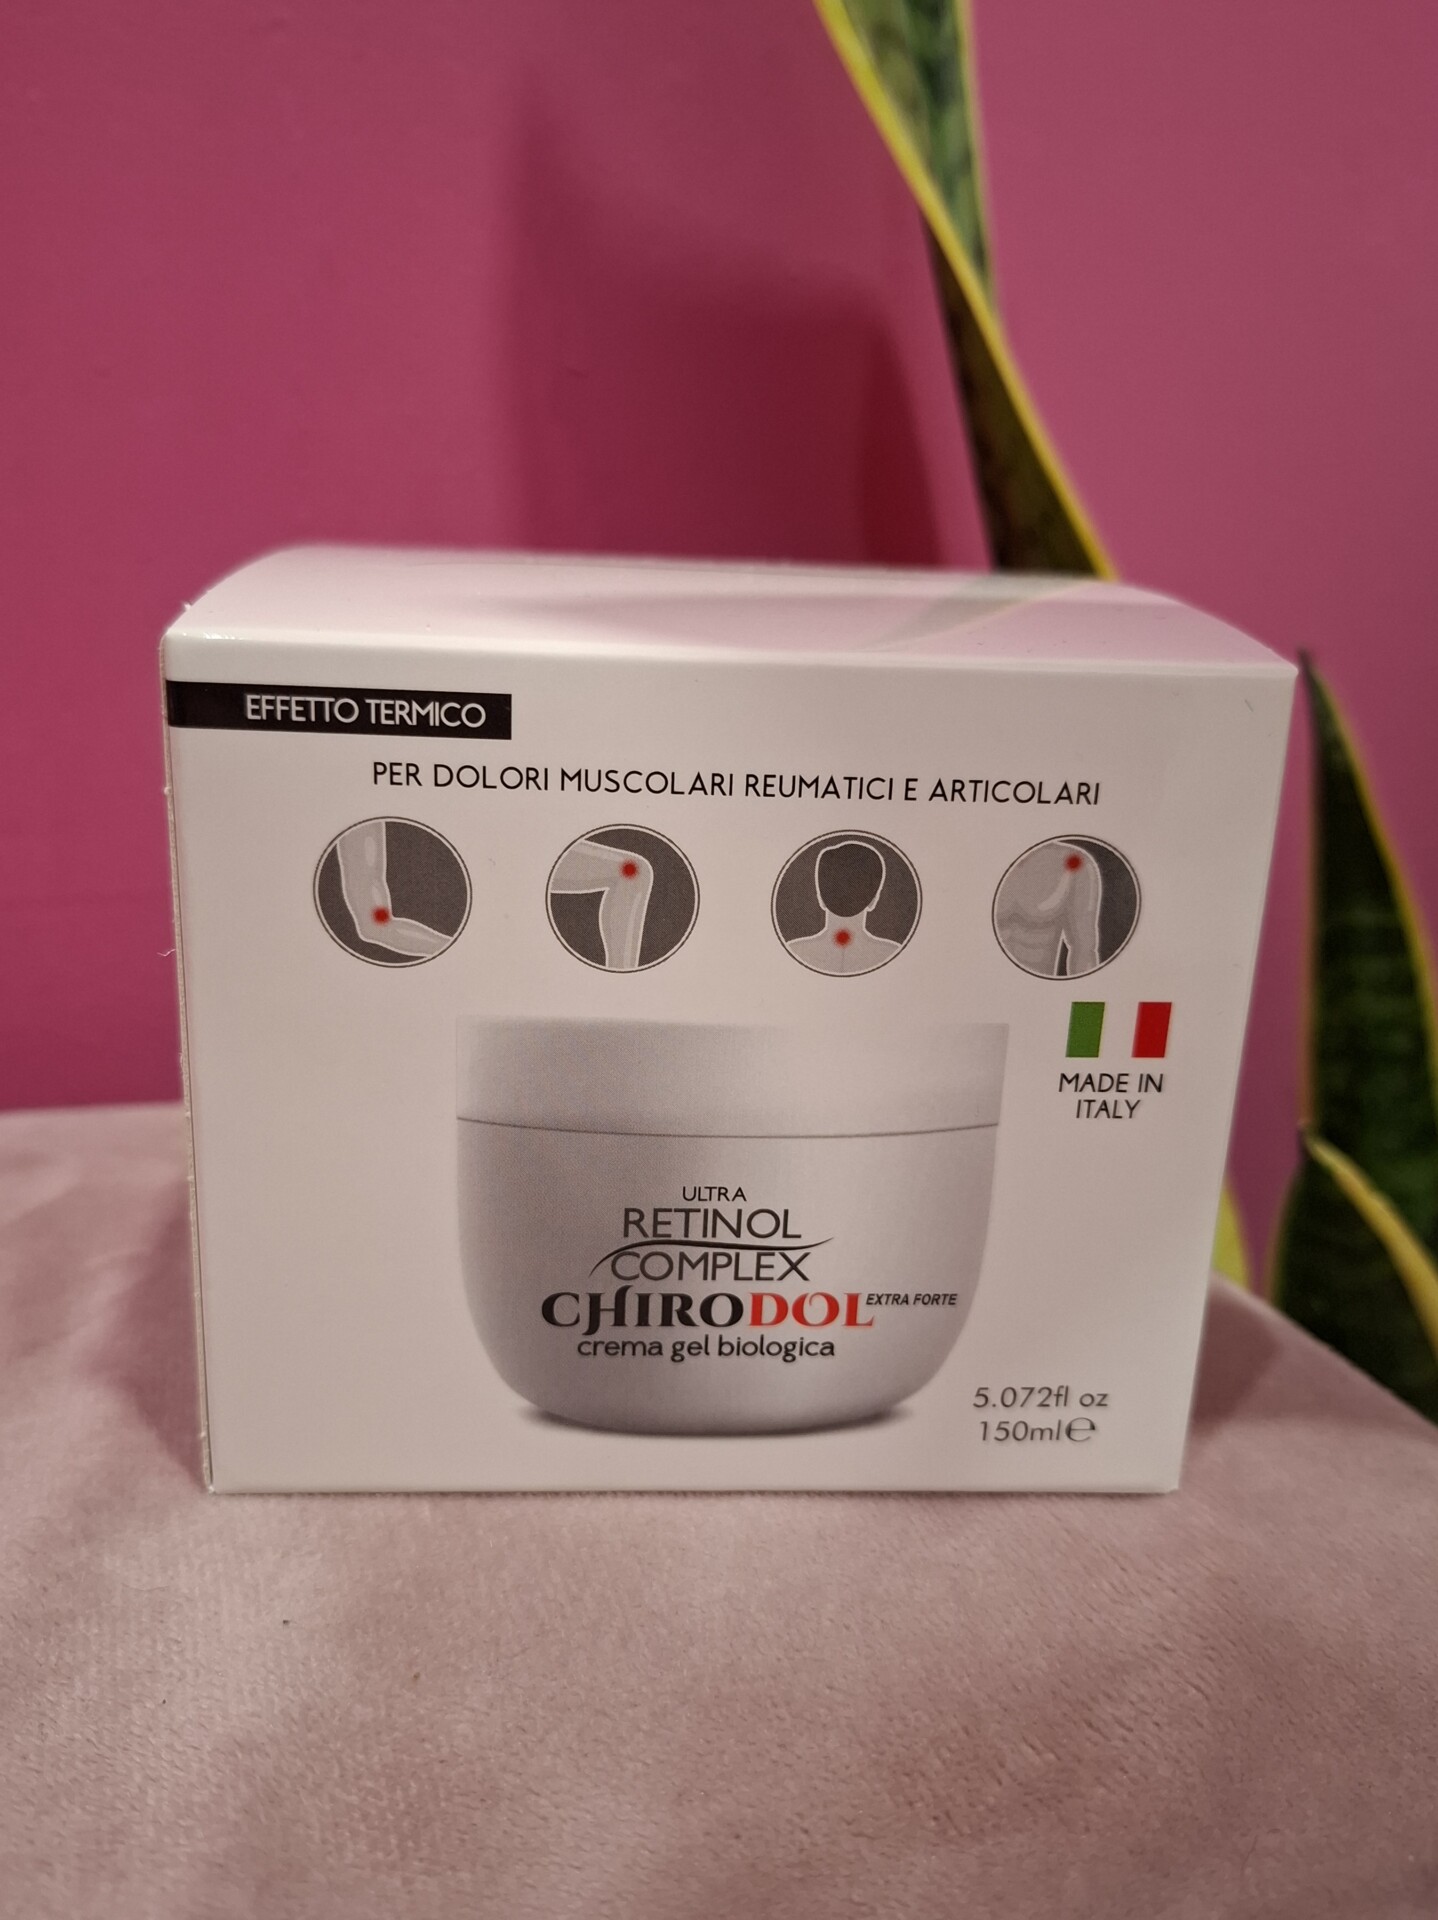 EFFETTO TERMICO
PER DOLORI MUSCOLARI REUMATICI E ARTICOLARI
MADE IN
ITALY
ULTRA
RETINOL
COMPLEX
CHIRODOL EXTRA FORTE
crema gel biologica
5.072fl oz
150ml℮